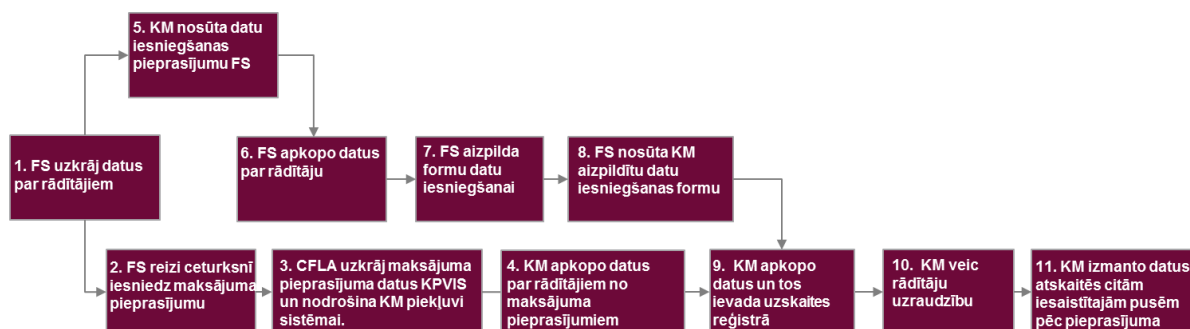 5. KM nosūta datu
iesniegšanas
pieprasījumu FS
1. FS uzkrāj datus
par rādītājiem
6. FS apkopo datus
par rādītāju
7. FS aizpilda
formu datu
iesniegšanai
8. FS nosūta KM
aizpildītu datu
iesniegšanas formu
2. FS reizi ceturksnī
iesniedz maksājuma
pieprasījumu
3. CFLA uzkrāj maksājuma
pieprasījuma datus KPVIS
un nodrošina KM piekļuvi
sistēmai.
4. KM apkopo datus
par rādītājiem no
maksājuma
pieprasījumiem
9. KM apkopo
datus un tos
ievada uzskaites
reģistrā
10. KM veic
rādītāju
uzraudzību
11. KM izmanto datus
atskaitēs citām
iesaistītajām pusēm
pēc pieprasījuma